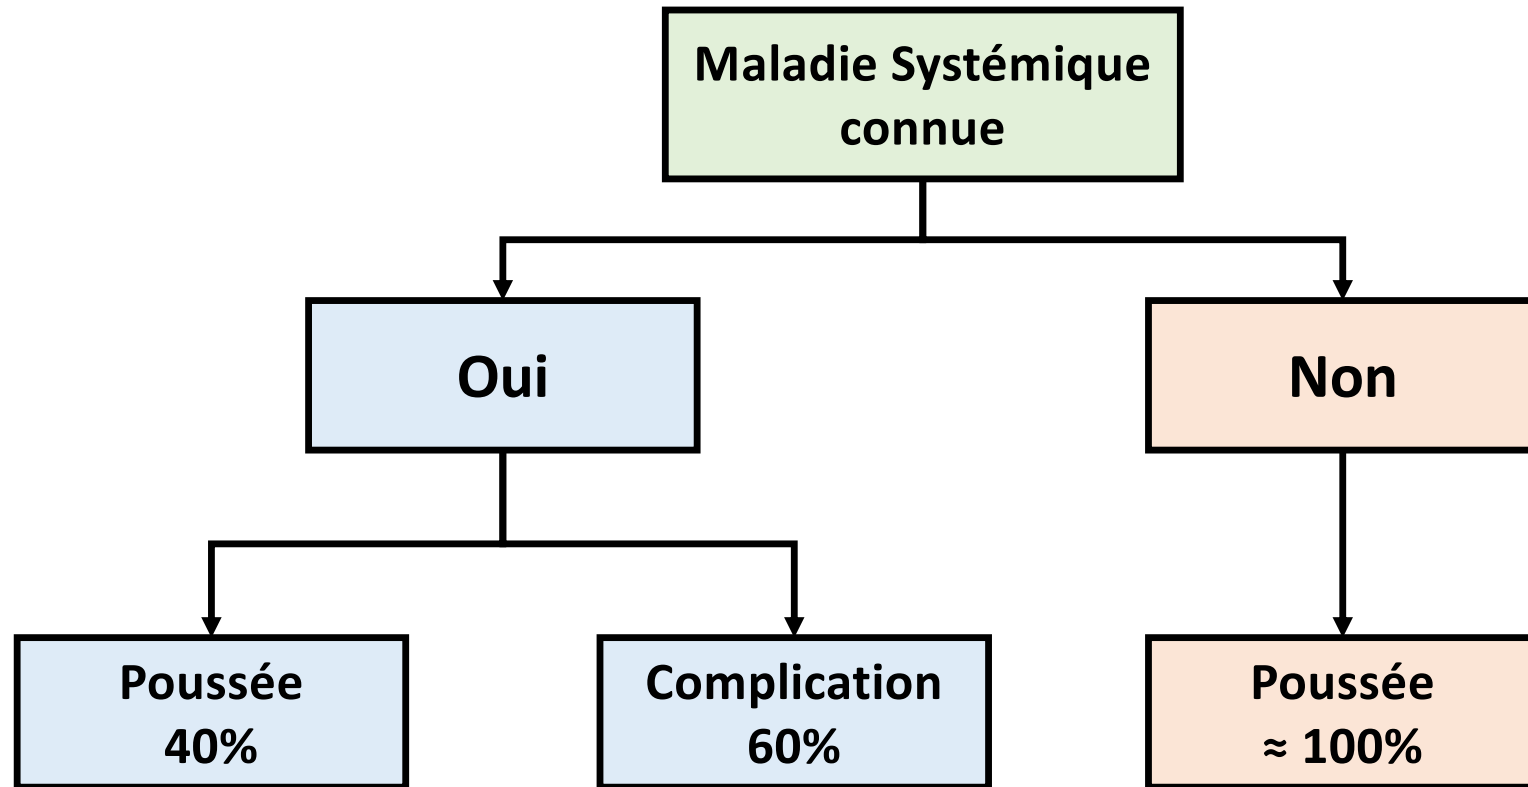 Maladie Systémique
connue
Oui
Non
Poussée
40%
Complication
60%
Poussée
≈ 100%